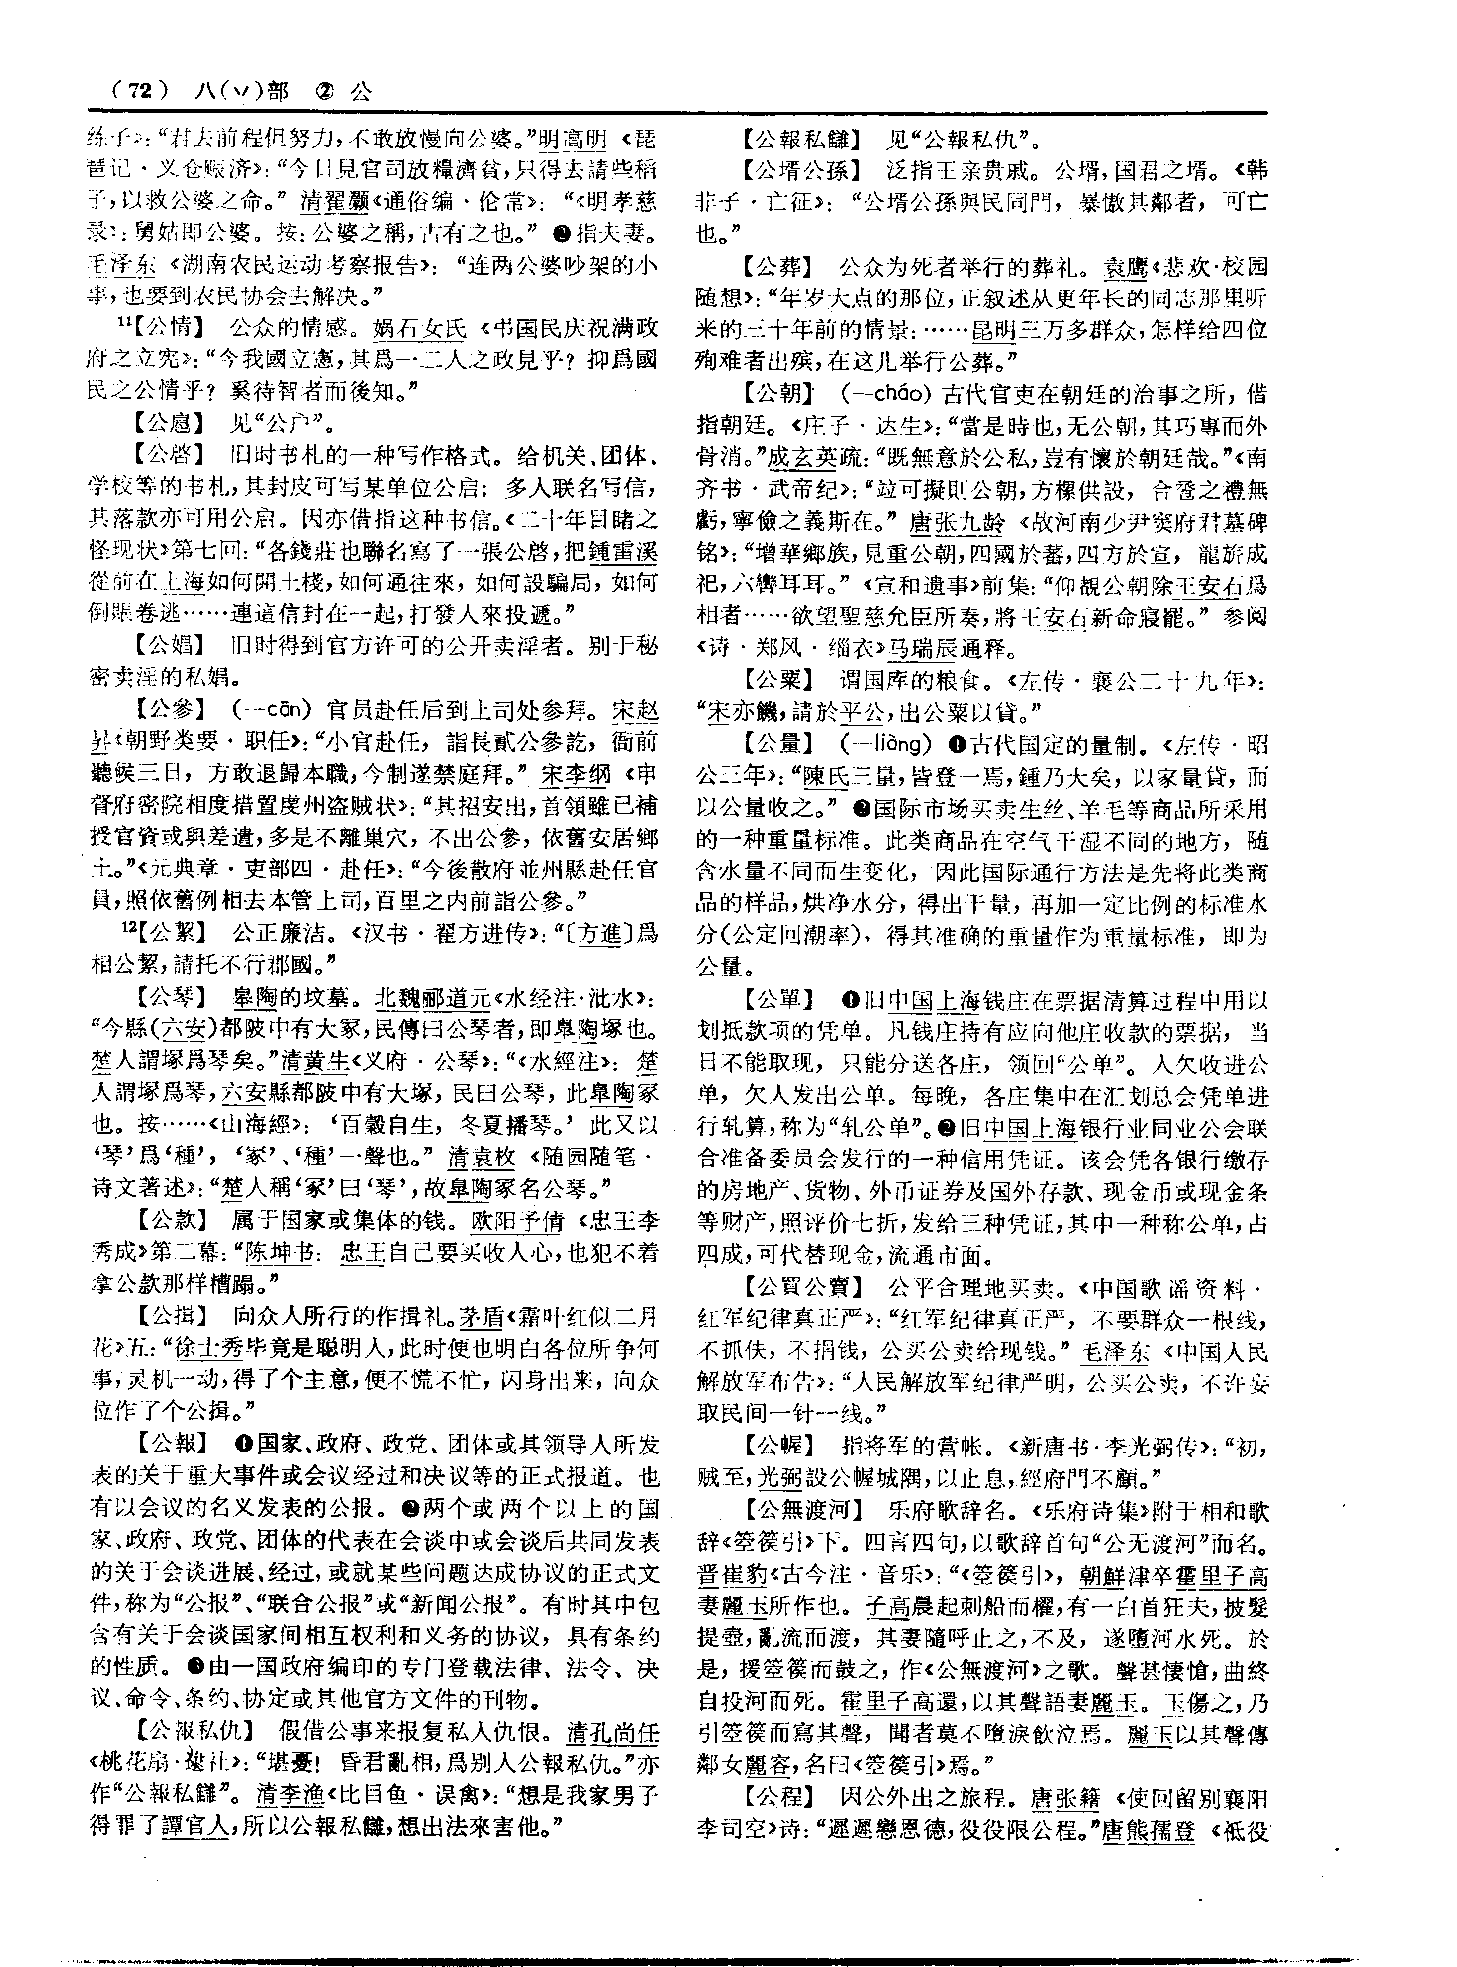 (72) 八(丷)部 ② 公
练子》：“君去前程但努力，不敢放慢向公婆。”明高明《琵
琶记·义仓赈济》：“今日見官司放糧濟貧，只得去請些稻
子，以救公婆之命。”清翟灏《通俗编·伦常》：“《明孝慈
录》：舅姑即公婆。按：公婆之稱，古有之也。”❷指夫妻。
毛泽东《湖南农民运动考察报告》：“连两公婆吵架的小
事，也要到农民协会去解决。”
11【公情】 公众的情感。娲石女氏《书国民庆祝满政
府之立宪》：“今我國立憲，其爲一二人之政見乎？抑爲國
民之公情乎？奚待智者而後知。”
【公扈】 见“公户”。
【公啓】 旧时书札的一种写作格式。给机关、团体、
学校等的书札，其封皮可写某单位公启；多人联名写信，
其落款亦可用公启。因亦借指这种书信。《二十年目睹之
怪现状》第七回：“各錢莊也聯名寫了一張公啓，把鍾雷溪
從前在上海如何開土棧，如何通往來，如何設騙局，如何
倒賬卷逃……連這信封在一起，打發人來投遞。”
【公娼】 旧时得到官方许可的公开卖淫者。别于秘
密卖淫的私娼。
【公參】 (—cān) 官员赴任后到上司处参拜。宋赵
昇《朝野类要·职任》：“小官赴任，詣長貳公參訖，衙前
聽候三日，方敢退歸本職，今制遂禁庭拜。”宋李纲《申
督府密院相度措置虔州盗贼状》：“其招安出，首領雖已補
授官資或與差遣，多是不離巢穴，不出公參，依舊安居鄉
土。”《元典章·吏部四·赴任》：“今後散府並州縣赴任官
員，照依舊例相去本管上司，百里之内前詣公參。”
12【公絜】 公正廉洁。《汉书·翟方进传》：“〔方進〕爲
相公絜，請托不行郡國。”
【公琴】 皋陶的坟墓。北魏郦道元《水经注·沘水》：
“今縣(六安)都陂中有大冢，民傳曰公琴者，即皋陶塚也。
楚人謂塚爲琴矣。”清黄生《义府·公琴》：“《水經注》：楚
人謂塚爲琴，六安縣都陂中有大塚，民曰公琴，此皋陶冢
也。按……《山海經》：‘百穀自生，冬夏播琴。’此又以
‘琴’爲‘種’，‘冢’、‘種’一聲也。”清袁枚《随园随笔·
诗文著述》：“楚人稱‘冢’曰‘琴’，故皋陶冢名公琴。”
【公款】 属于国家或集体的钱。欧阳予倩《忠王李
秀成》第二幕：“陈坤书：忠王自己要买收人心，也犯不着
拿公款那样糟蹋。”
【公揖】 向众人所行的作揖礼。茅盾《霜叶红似二月
花》五：“徐士秀毕竟是聪明人，此时便也明白各位所争何
事，灵机一动，得了个主意，便不慌不忙，闪身出来，向众
位作了个公揖。”
【公報】 ❶国家、政府、政党、团体或其领导人所发
表的关于重大事件或会议经过和决议等的正式报道。也
有以会议的名义发表的公报。❷两个或两个以上的国
家、政府、政党、团体的代表在会谈中或会谈后共同发表
的关于会谈进展、经过，或就某些问题达成协议的正式文
件，称为“公报”、“联合公报”或“新闻公报”。有时其中包
含有关于会谈国家间相互权利和义务的协议，具有条约
的性质。❸由一国政府编印的专门登载法律、法令、决
议、命令、条约、协定或其他官方文件的刊物。
【公報私仇】 假借公事来报复私人仇恨。清孔尚任
《桃花扇·逮社》：“堪憂！昏君亂相，爲别人公報私仇。”亦
作“公報私讎”。清李渔《比目鱼·误禽》：“想是我家男子
得罪了譚官人，所以公報私讎，想出法來害他。”
【公報私讎】 见“公報私仇”。
【公壻公孫】 泛指王亲贵戚。公壻，国君之壻。《韩
非子·亡征》：“公壻公孫與民同門，暴慠其鄰者，可亡
也。”
【公葬】 公众为死者举行的葬礼。袁鹰《悲欢·校园
随想》：“年岁大点的那位，正叙述从更年长的同志那里听
来的三十年前的情景：……昆明三万多群众，怎样给四位
殉难者出殡，在这儿举行公葬。”
【公朝】 (—cháo) 古代官吏在朝廷的治事之所，借
指朝廷。《庄子·达生》：“當是時也，无公朝，其巧專而外
骨消。”成玄英疏：“既無意於公私，豈有懷於朝廷哉。”《南
齐书·武帝纪》：“竝可擬則公朝，方樏供設，合卺之禮無
虧，寧儉之義斯在。”唐张九龄《故河南少尹窦府君墓碑
铭》：“增華鄉族，見重公朝，四國於蕃，四方於宣，龍旂成
祀，六轡耳耳。”《宣和遗事》前集：“仰覩公朝除王安石爲
相者……欲望聖慈允臣所奏，將王安石新命寢罷。”参阅
《诗·郑风·缁衣》马瑞辰通释。
【公粟】 谓国库的粮食。《左传·襄公二十九年》：
“宋亦饑，請於平公，出公粟以貸。”
【公量】 (—liàng) ❶古代国定的量制。《左传·昭
公三年》：“陳氏三量，皆登一焉，鍾乃大矣，以家量貸，而
以公量收之。”❷国际市场买卖生丝、羊毛等商品所采用
的一种重量标准。此类商品在空气干湿不同的地方，随
含水量不同而生变化，因此国际通行方法是先将此类商
品的样品，烘净水分，得出干量，再加一定比例的标准水
分(公定回潮率)，得其准确的重量作为重量标准，即为
公量。
【公單】 ❶旧中国上海钱庄在票据清算过程中用以
划抵款项的凭单。凡钱庄持有应向他庄收款的票据，当
日不能取现，只能分送各庄，领回“公单”。人欠收进公
单，欠人发出公单。每晚，各庄集中在汇划总会凭单进
行轧算，称为“轧公单”。❷旧中国上海银行业同业公会联
合准备委员会发行的一种信用凭证。该会凭各银行缴存
的房地产、货物、外币证券及国外存款、现金币或现金条
等财产，照评价七折，发给三种凭证，其中一种称公单，占
四成，可代替现金，流通市面。
【公買公賣】 公平合理地买卖。《中国歌谣资料·
红军纪律真正严》：“红军纪律真正严，不要群众一根线，
不抓伕，不捐钱，公买公卖给现钱。”毛泽东《中国人民
解放军布告》：“人民解放军纪律严明，公买公卖，不许妄
取民间一针一线。”
【公幄】 指将军的营帐。《新唐书·李光弼传》：“初，
贼至，光弼設公幄城隅，以止息，經府門不顧。”
【公無渡河】 乐府歌辞名。《乐府诗集》附于相和歌
辞《箜篌引》下。四言四句，以歌辞首句“公无渡河”而名。
晋崔豹《古今注·音乐》：“《箜篌引》，朝鮮津卒霍里子高
妻麗玉所作也。子高晨起刺船而櫂，有一白首狂夫，披髮
提壺，亂流而渡，其妻隨呼止之，不及，遂墮河水死。於
是，援箜篌而鼓之，作《公無渡河》之歌。聲甚悽愴，曲終
自投河而死。霍里子高還，以其聲語妻麗玉。玉傷之，乃
引箜篌而寫其聲，聞者莫不墮淚飲泣焉。麗玉以其聲傳
鄰女麗容，名曰《箜篌引》焉。”
【公程】 因公外出之旅程。唐张籍《使回留别襄阳
李司空》诗：“遲遲戀恩德，役役限公程。”唐熊孺登《祗役